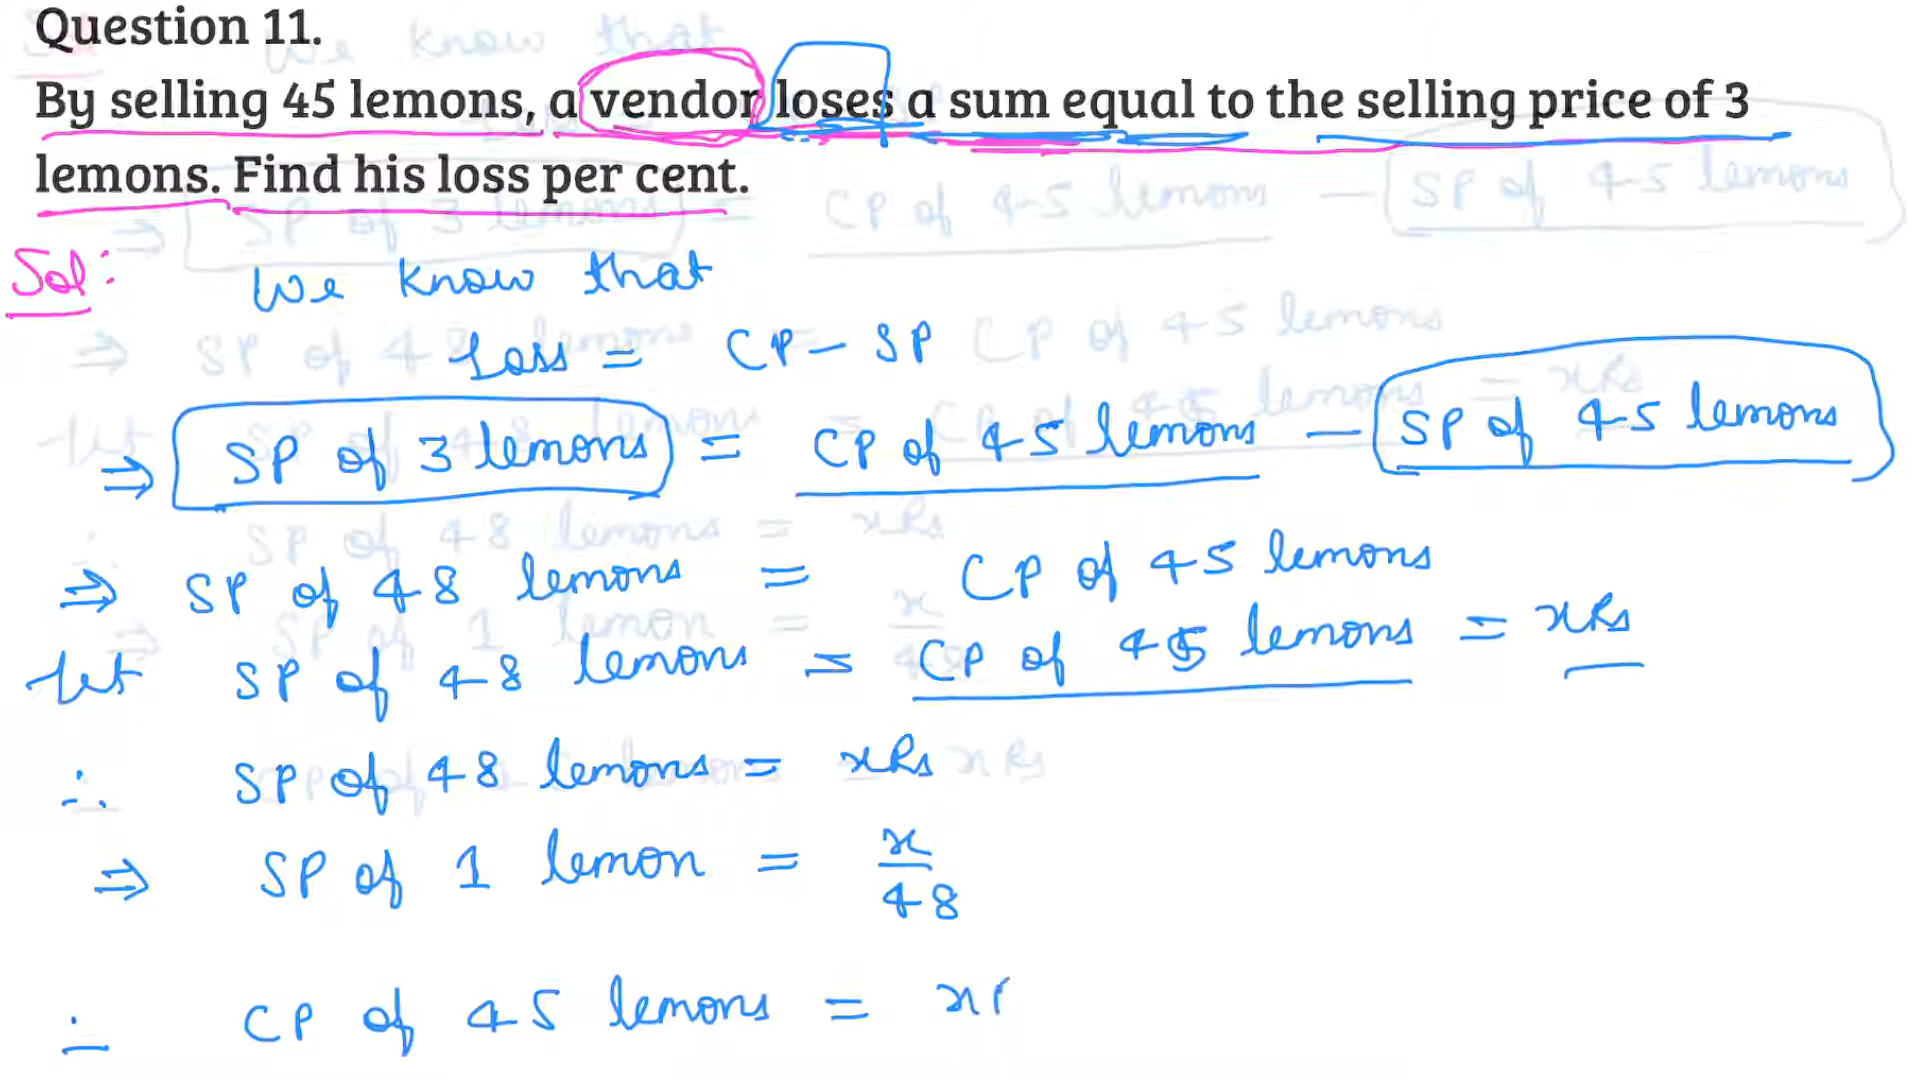 Question 11.
By selling 45 lemons, a vendor loses a sum equal to the selling price of 3
lemons. Find his loss per cent.
Sol: We know that
Loss = CP - SP
⇒ SP of 3 lemons = CP of 45 lemons - SP of 45 lemons
⇒ SP of 48 lemons = CP of 45 lemons
let SP of 48 lemons = CP of 45 lemons = x Rs
∴ SP of 48 lemons = x Rs
⇒ SP of 1 lemon = x/48
∴ CP of 45 lemons = x